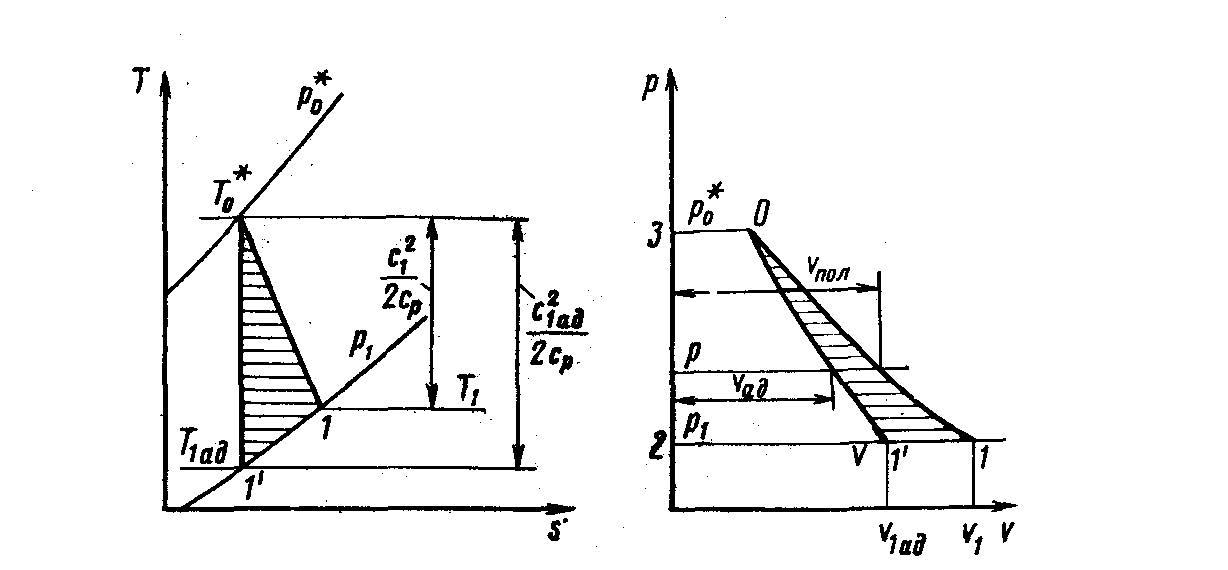 T
p₀*
T₀*
c₁²
2cₚ
c₁ад²
2cₚ
p₁
T₁
1
T₁ад
1'
s
p
p₀*
0
3
vпол
p
vад
p₁
2
v
1'
1
v₁ад
v₁
v